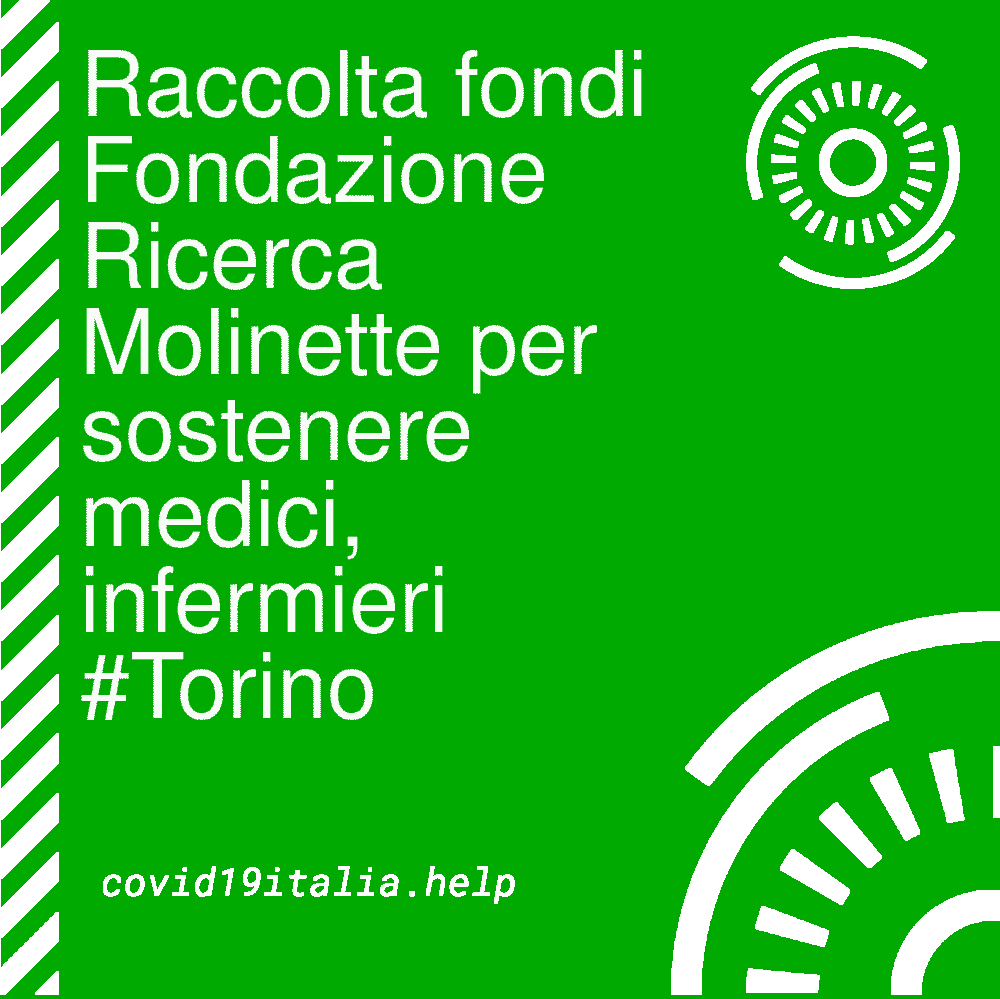 Raccolta fondi
Fondazione
Ricerca
Molinette per
sostenere
medici,
infermieri
#Torino
covid19italia.help